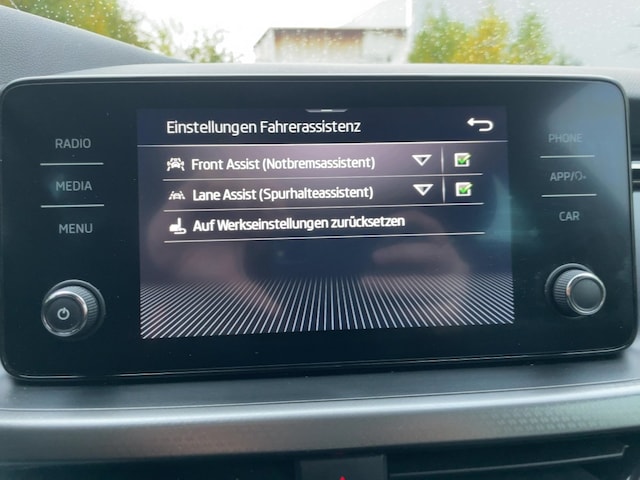 RADIO
MEDIA
MENU
Einstellungen Fahrerassistenz
Front Assist (Notbremsassistent)
Lane Assist (Spurhalteassistent)
Auf Werkseinstellungen zurücksetzen
PHONE
APP/
CAR